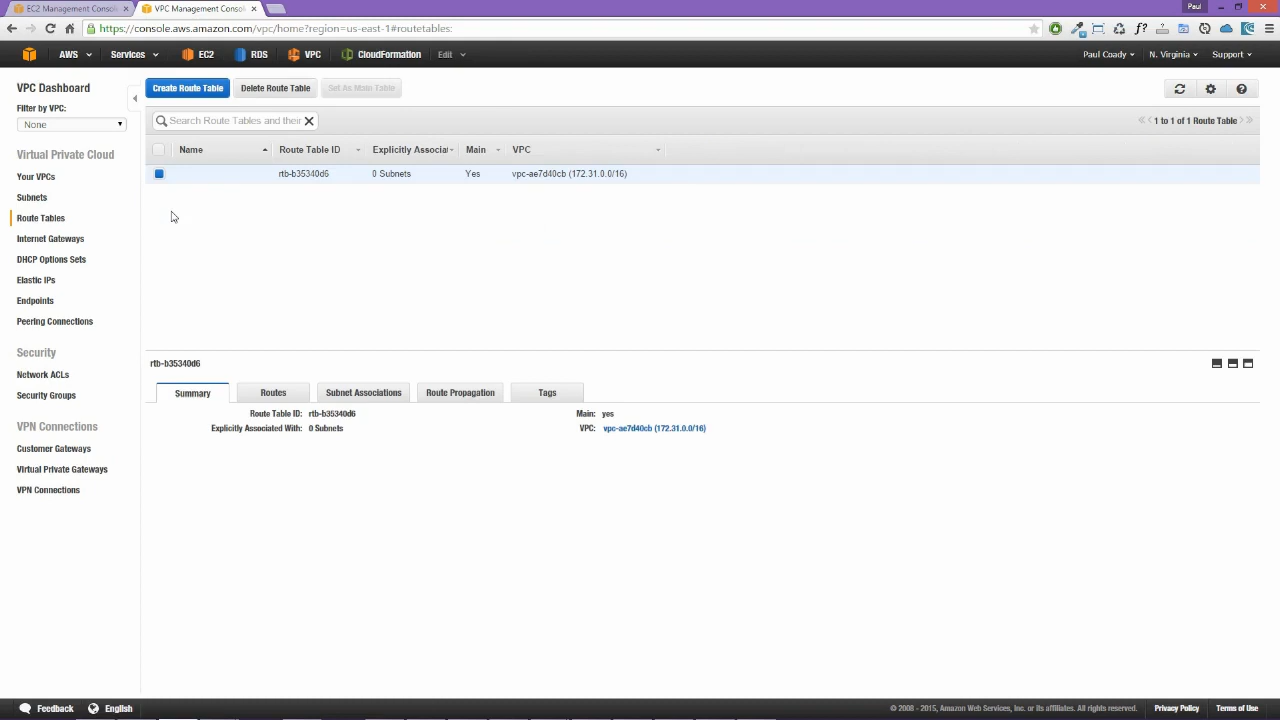 EC2 Management Console
VPC Management Conso
Paul
https://console.aws.amazon.com/vpc/home?region=us-east-1#routetables:
AWS Services EC2 RDS VPC CloudFormation Edit Paul Coady N. Virginia Support
VPC Dashboard
Filter by VPC:
None
Virtual Private Cloud
Your VPCs
Subnets
Route Tables
Internet Gateways
DHCP Options Sets
Elastic IPs
Endpoints
Peering Connections
Security
Network ACLs
Security Groups
VPN Connections
Customer Gateways
Virtual Private Gateways
VPN Connections
Create Route Table Delete Route Table Set As Main Table
Search Route Tables and their
1 to 1 of 1 Route Table
Name Route Table ID Explicitly Associat Main VPC
rtb-b35340d6 0 Subnets Yes vpc-ae7d40cb (172.31.0.0/16)
rtb-b35340d6
Summary Routes Subnet Associations Route Propagation Tags
Route Table ID: rtb-b35340d6 Main: yes
Explicitly Associated With: 0 Subnets VPC: vpc-ae7d40cb (172.31.0.0/16)
Feedback English © 2008 - 2015, Amazon Web Services, Inc. or its affiliates. All rights reserved. Privacy Policy Terms of Use